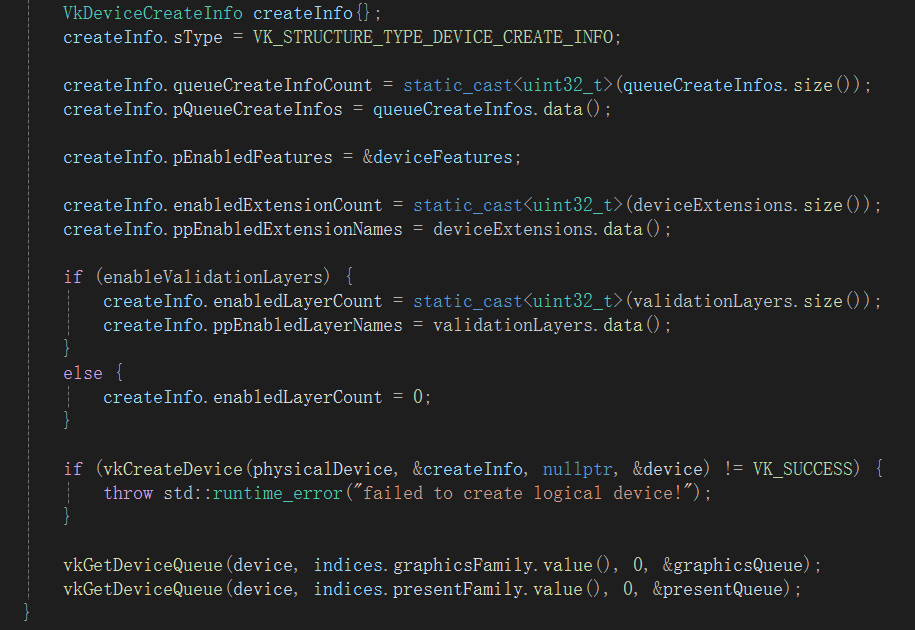 VkDeviceCreateInfo createInfo{};
createInfo.sType = VK_STRUCTURE_TYPE_DEVICE_CREATE_INFO;
createInfo.queueCreateInfoCount = static_cast<uint32_t>(queueCreateInfos.size());
createInfo.pQueueCreateInfos = queueCreateInfos.data();
createInfo.pEnabledFeatures = &deviceFeatures;
createInfo.enabledExtensionCount = static_cast<uint32_t>(deviceExtensions.size());
createInfo.ppEnabledExtensionNames = deviceExtensions.data();
if (enableValidationLayers) {
createInfo.enabledLayerCount = static_cast<uint32_t>(validationLayers.size());
createInfo.ppEnabledLayerNames = validationLayers.data();
}
else {
createInfo.enabledLayerCount = 0;
}
if (vkCreateDevice(physicalDevice, &createInfo, nullptr, &device) != VK_SUCCESS) {
throw std::runtime_error("failed to create logical device!");
}
vkGetDeviceQueue(device, indices.graphicsFamily.value(), 0, &graphicsQueue);
vkGetDeviceQueue(device, indices.presentFamily.value(), 0, &presentQueue);
}